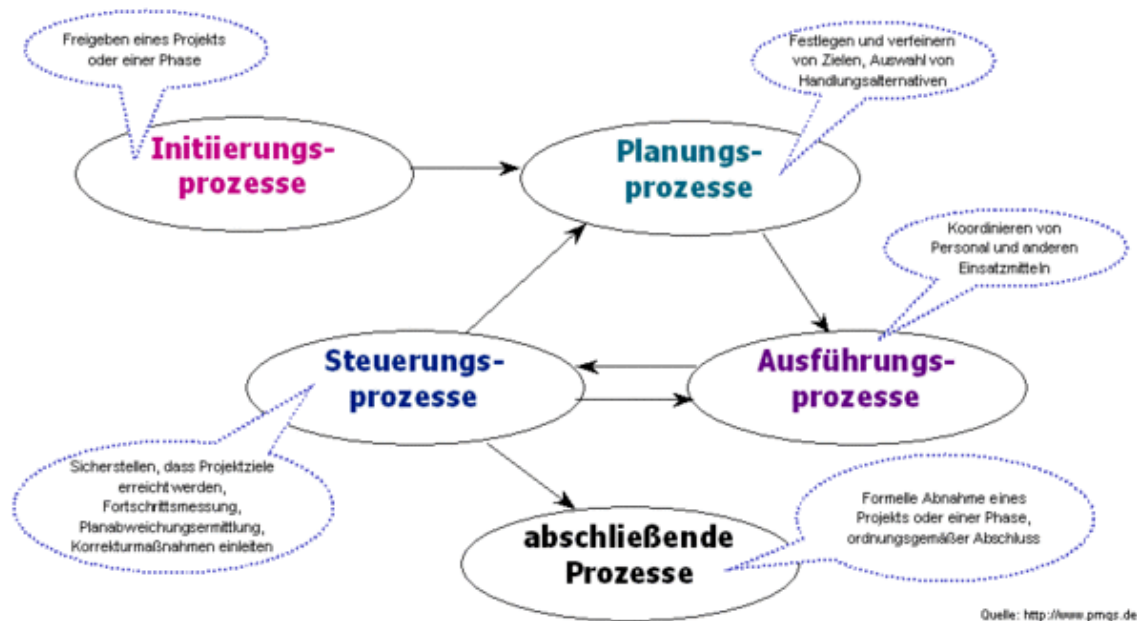 Freigeben eines Projekts
oder einer Phase
Festlegen und verfeinern
von Zielen, Auswahl von
Handlungsalternativen
Initiierungs-
prozesse
Planungs-
prozesse
Koordinieren von
Personal und anderen
Einsatzmitteln
Steuerungs-
prozesse
Ausführungs-
prozesse
Sicherstellen, dass Projektziele
erreicht werden,
Fortschrittsmessung,
Planabweichungsermittlung,
Korrekturmaßnahmen einleiten
Formelle Abnahme eines
Projekts oder einer Phase,
ordnungsgemäßer Abschluss
abschließende
Prozesse
Quelle: http://www.pmqs.de